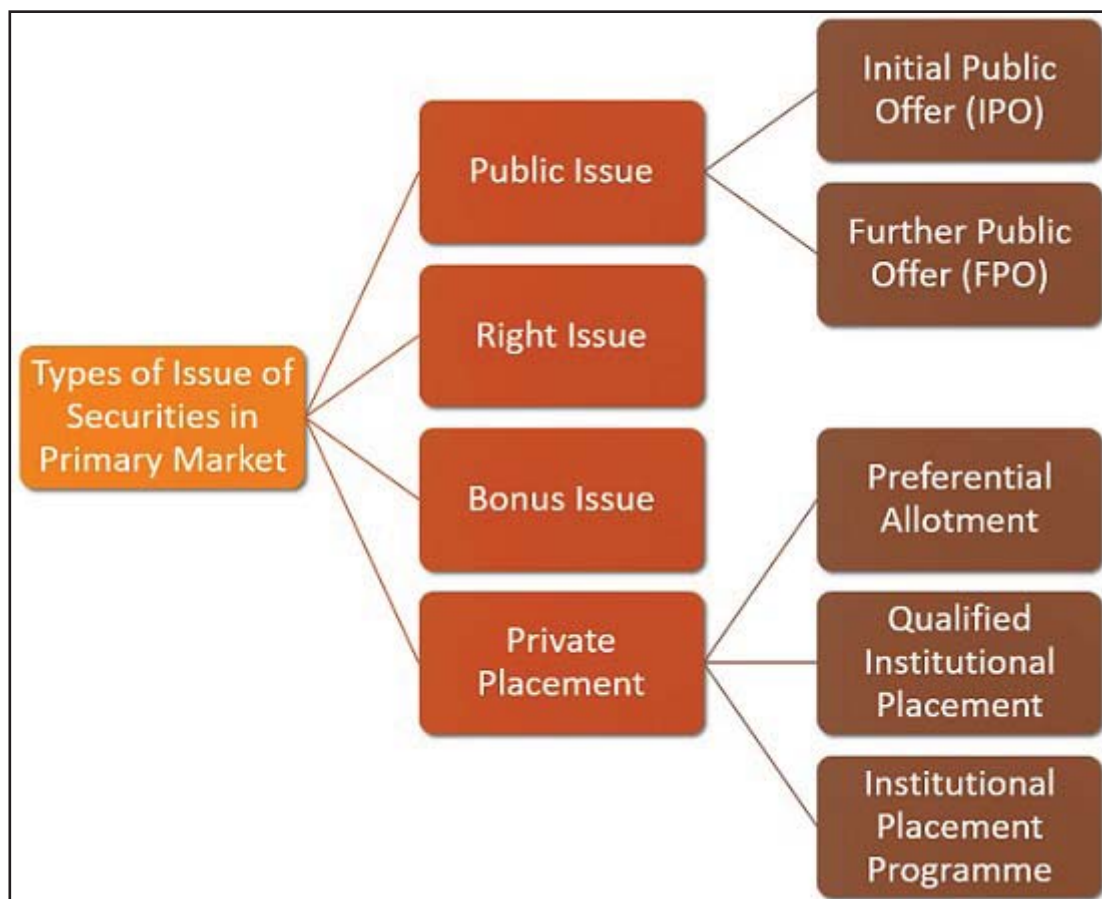 Types of Issue of
Securities in
Primary Market
Public Issue
Initial Public
Offer (IPO)
Further Public
Offer (FPO)
Right Issue
Bonus Issue
Private
Placement
Preferential
Allotment
Qualified
Institutional
Placement
Institutional
Placement
Programme